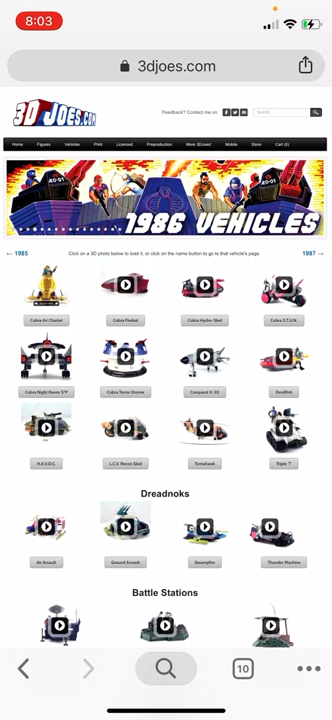 8:03
3djoes.com
3DJOES.COM
Feedback? Contact me on
Search
Home Figures Vehicles Print Licensed Preproduction More 3DJoes! Mobile Store Cart (0)
1986 VEHICLES
← 1985 Click on a 3D photo below to load it, or click on the name button to go to that vehicle's page. 1987 →
Cobra Air Chariot Cobra Firebat Cobra Hydro-Sled Cobra S.T.U.N.
Cobra Night Raven S³P Cobra Terror Drome Conquest X-30 Devilfish
H.A.V.O.C. L.C.V. Recon Sled Tomahawk Triple 'T'
Dreadnoks
Air Assault Ground Assault Swampfire Thunder Machine
Battle Stations
10